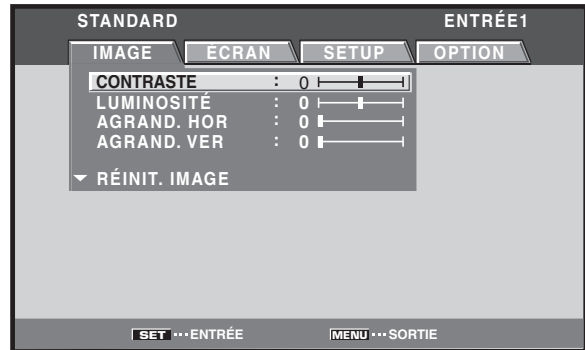 STANDARD ENTRÉE1
IMAGE ÉCRAN SETUP OPTION
CONTRASTE : 0
LUMINOSITÉ : 0
AGRAND. HOR : 0
AGRAND. VER : 0
RÉINIT. IMAGE
SET ··· ENTRÉE MENU ··· SORTIE